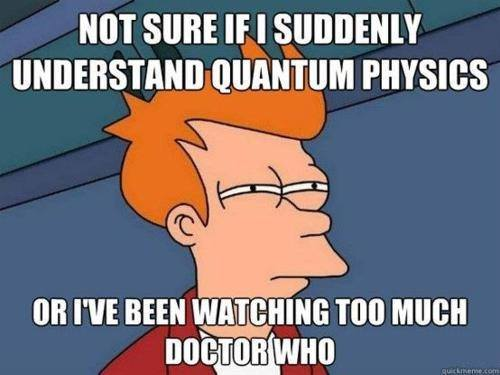 NOT SURE IF I SUDDENLY
UNDERSTAND QUANTUM PHYSICS
OR I'VE BEEN WATCHING TOO MUCH
DOCTOR WHO
quickmeme.com